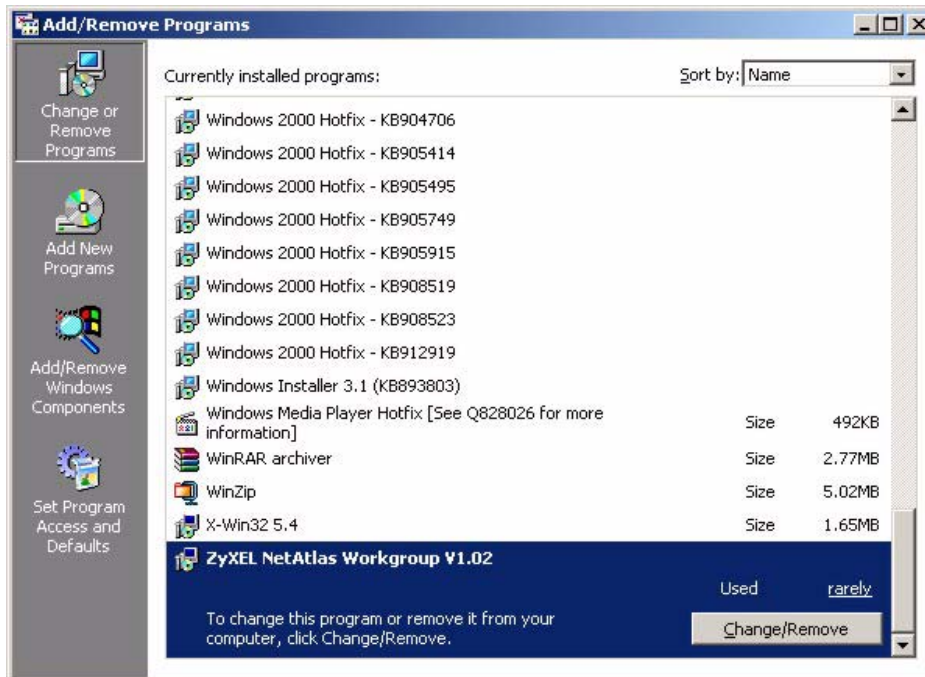 Add/Remove Programs
Change or
Remove
Programs
Add New
Programs
Add/Remove
Windows
Components
Set Program
Access and
Defaults
Currently installed programs:
Sort by: Name
Windows 2000 Hotfix - KB904706
Windows 2000 Hotfix - KB905414
Windows 2000 Hotfix - KB905495
Windows 2000 Hotfix - KB905749
Windows 2000 Hotfix - KB905915
Windows 2000 Hotfix - KB908519
Windows 2000 Hotfix - KB908523
Windows 2000 Hotfix - KB912919
Windows Installer 3.1 (KB893803)
Windows Media Player Hotfix [See Q828026 for more
information]
Size 492KB
WinRAR archiver Size 2.77MB
WinZip Size 5.02MB
X-Win32 5.4 Size 1.65MB
ZyXEL NetAtlas Workgroup V1.02
Used rarely
To change this program or remove it from your
computer, click Change/Remove.
Change/Remove